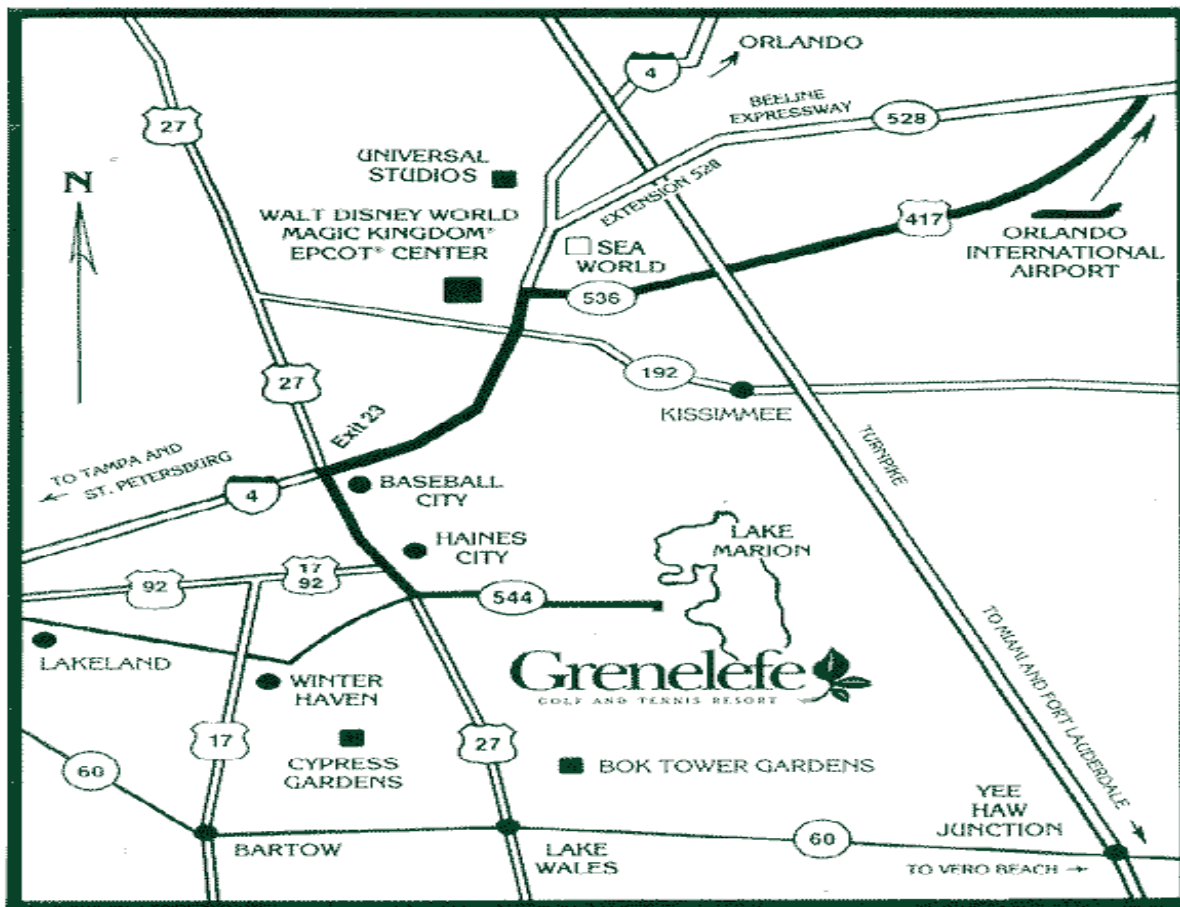 ORLANDO
4
27
BEELINE
EXPRESSWAY
528
UNIVERSAL
STUDIOS
N
EXTENSION 528
WALT DISNEY WORLD
MAGIC KINGDOM®
EPCOT® CENTER
417
SEA
WORLD
ORLANDO
INTERNATIONAL
AIRPORT
536
27
192
KISSIMMEE
Exit 23
TURNPIKE
TO TAMPA AND
ST. PETERSBURG
4
BASEBALL
CITY
LAKE
MARION
HAINES
CITY
17
92
92
544
LAKELAND
TO MIAMI AND FORT LAUDERDALE
Grenelefe
GOLF AND TENNIS RESORT
WINTER
HAVEN
17
27
CYPRESS
GARDENS
BOK TOWER GARDENS
60
YEE
HAW
JUNCTION
60
BARTOW
LAKE
WALES
TO VERO BEACH